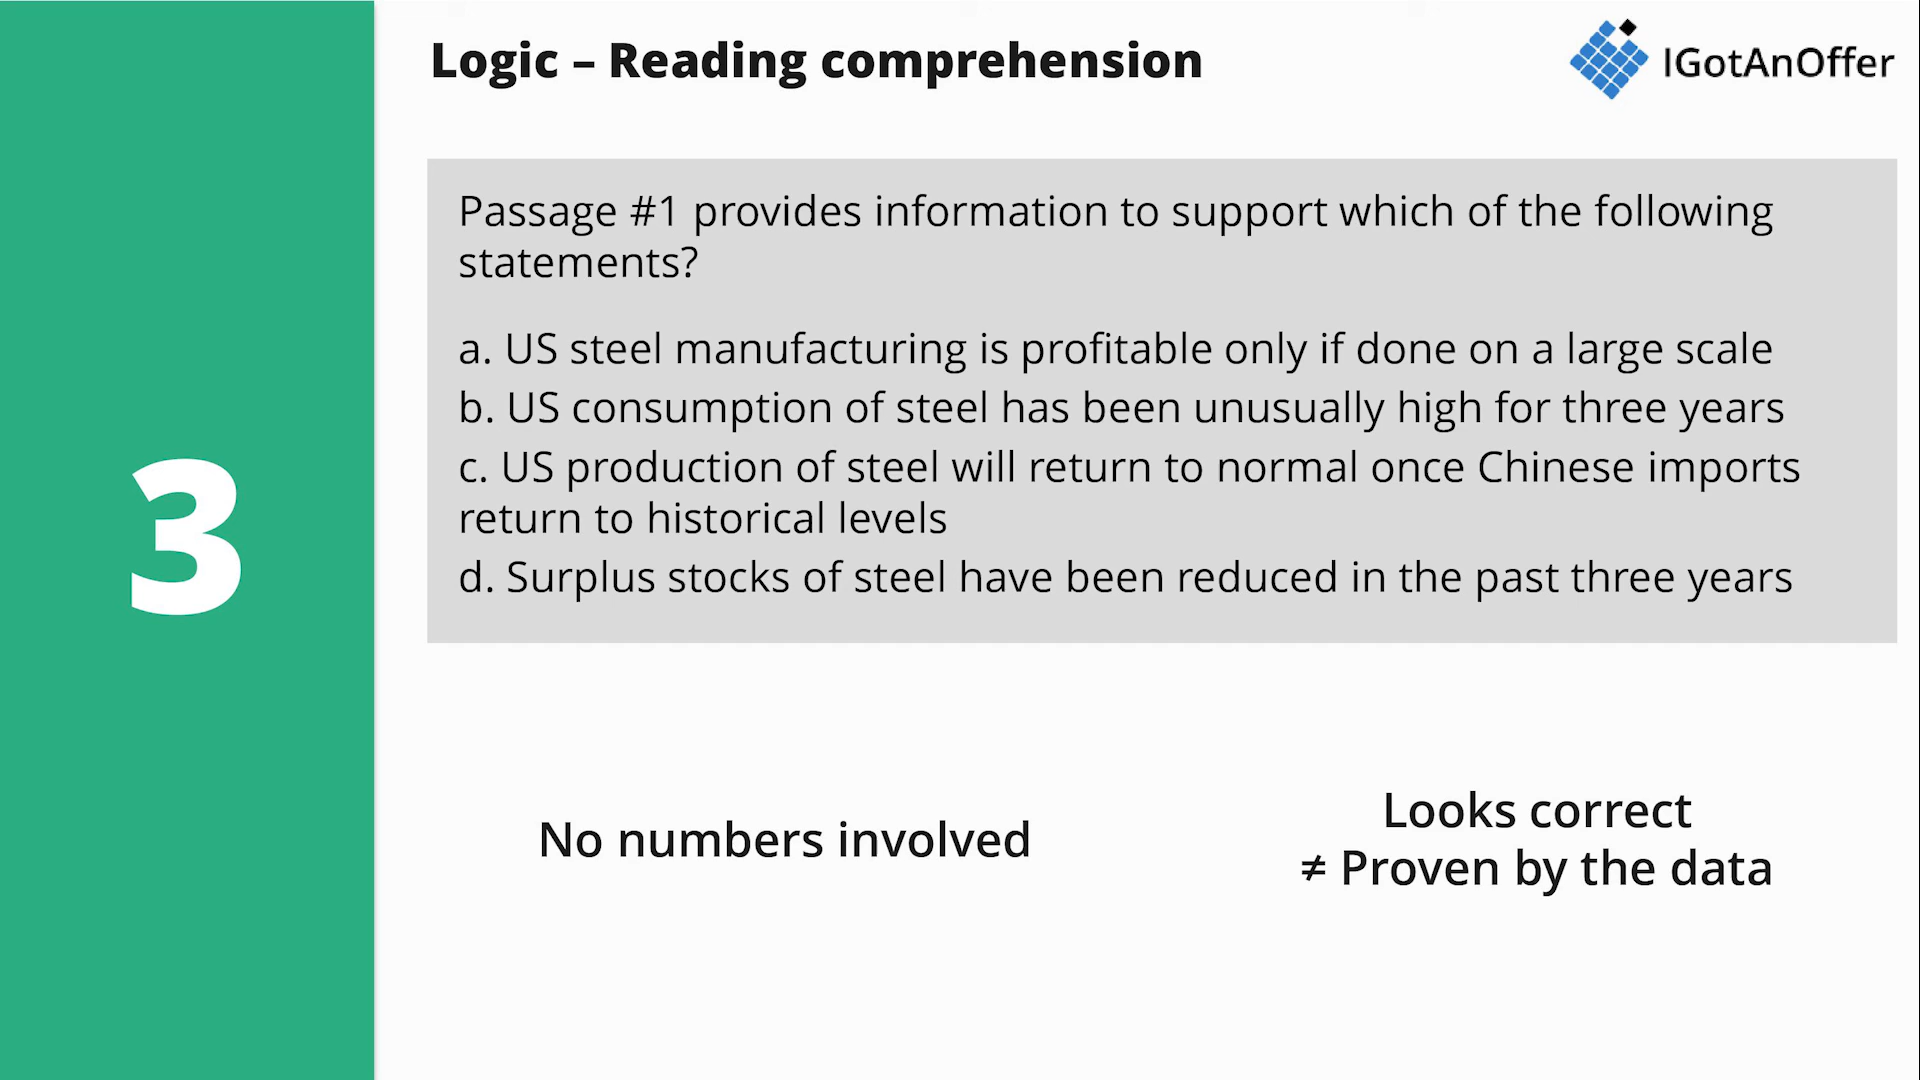 Logic – Reading comprehension
IGotAnOffer
Passage #1 provides information to support which of the following
statements?
a. US steel manufacturing is profitable only if done on a large scale
b. US consumption of steel has been unusually high for three years
c. US production of steel will return to normal once Chinese imports
return to historical levels
d. Surplus stocks of steel have been reduced in the past three years
3
No numbers involved
Looks correct
≠ Proven by the data